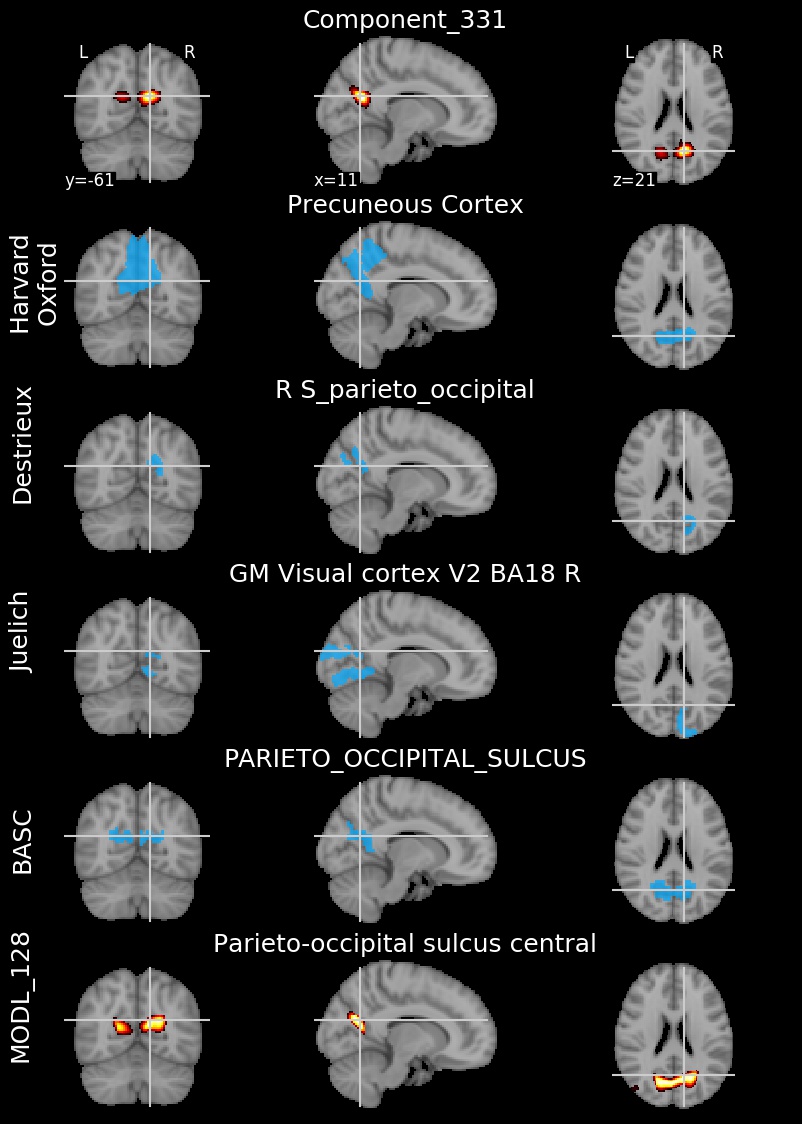 Component_331
L R
L R
y=-61
x=11
z=21
Precuneous Cortex
Harvard
Oxford
R S_parieto_occipital
Destrieux
GM Visual cortex V2 BA18 R
Juelich
PARIETO_OCCIPITAL_SULCUS
BASC
Parieto-occipital sulcus central
MODL_128